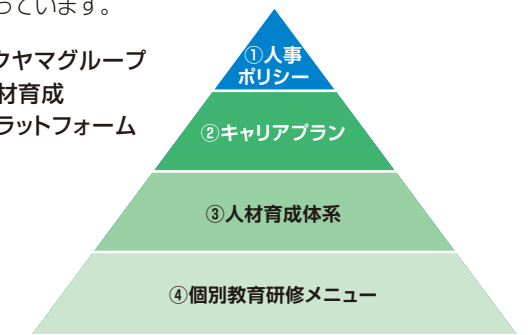 っています。
クヤマグループ
材育成
ラットフォーム
①人事
ポリシー
②キャリアプラン
③人材育成体系
④個別教育研修メニュー